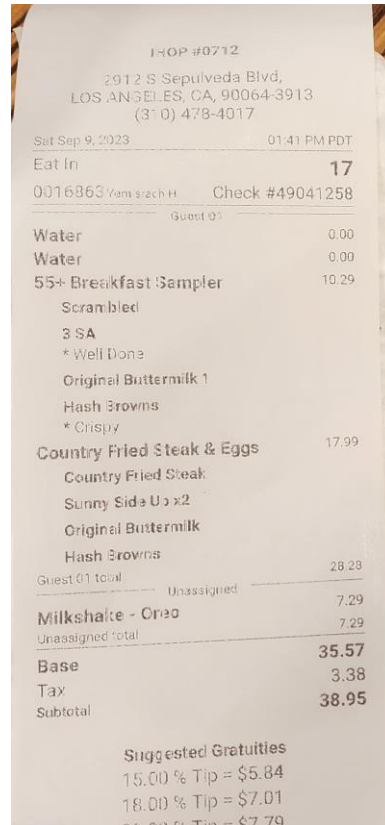 IHOP #0712
2912 S Sepulveda Blvd,
LOS ANGELES, CA, 90064-3913
(310) 478-4017
Sat Sep 9, 2023 01:41 PM PDT
Eat In 17
0016863 H Check #49041258
Guest 01
Water 0.00
Water 0.00
55+ Breakfast Sampler 10.29
Scrambled
3 SA
* Well Done
Original Buttermilk 1
Hash Browns
* Crispy
Country Fried Steak & Eggs 17.99
Country Fried Steak
Sunny Side Up x2
Original Buttermilk
Hash Browns
Guest 01 total 28.28
Unassigned
Milkshake - Oreo 7.29
Unassigned total 7.29
Base 35.57
Tax 3.38
Subtotal 38.95
Suggested Gratuities
15.00 % Tip = $5.84
18.00 % Tip = $7.01
% Tip = $7.79